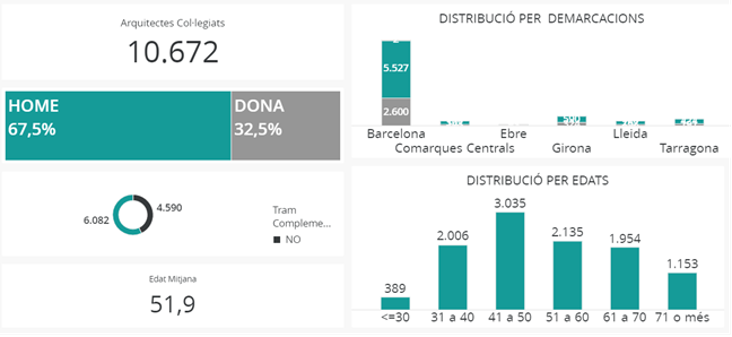 Arquitectes Col·legiats
10.672
HOME
67,5%
DONA
32,5%
6.082
4.590
Tram
Compleme...
NO
Edat Mitjana
51,9
DISTRIBUCIÓ PER DEMARCACIONS
5.527
2.600
Barcelona
Comarques Centrals
Ebre
Girona
Lleida
Tarragona
DISTRIBUCIÓ PER EDATS
389
2.006
3.035
2.135
1.954
1.153
<=30
31 a 40
41 a 50
51 a 60
61 a 70
71 o més